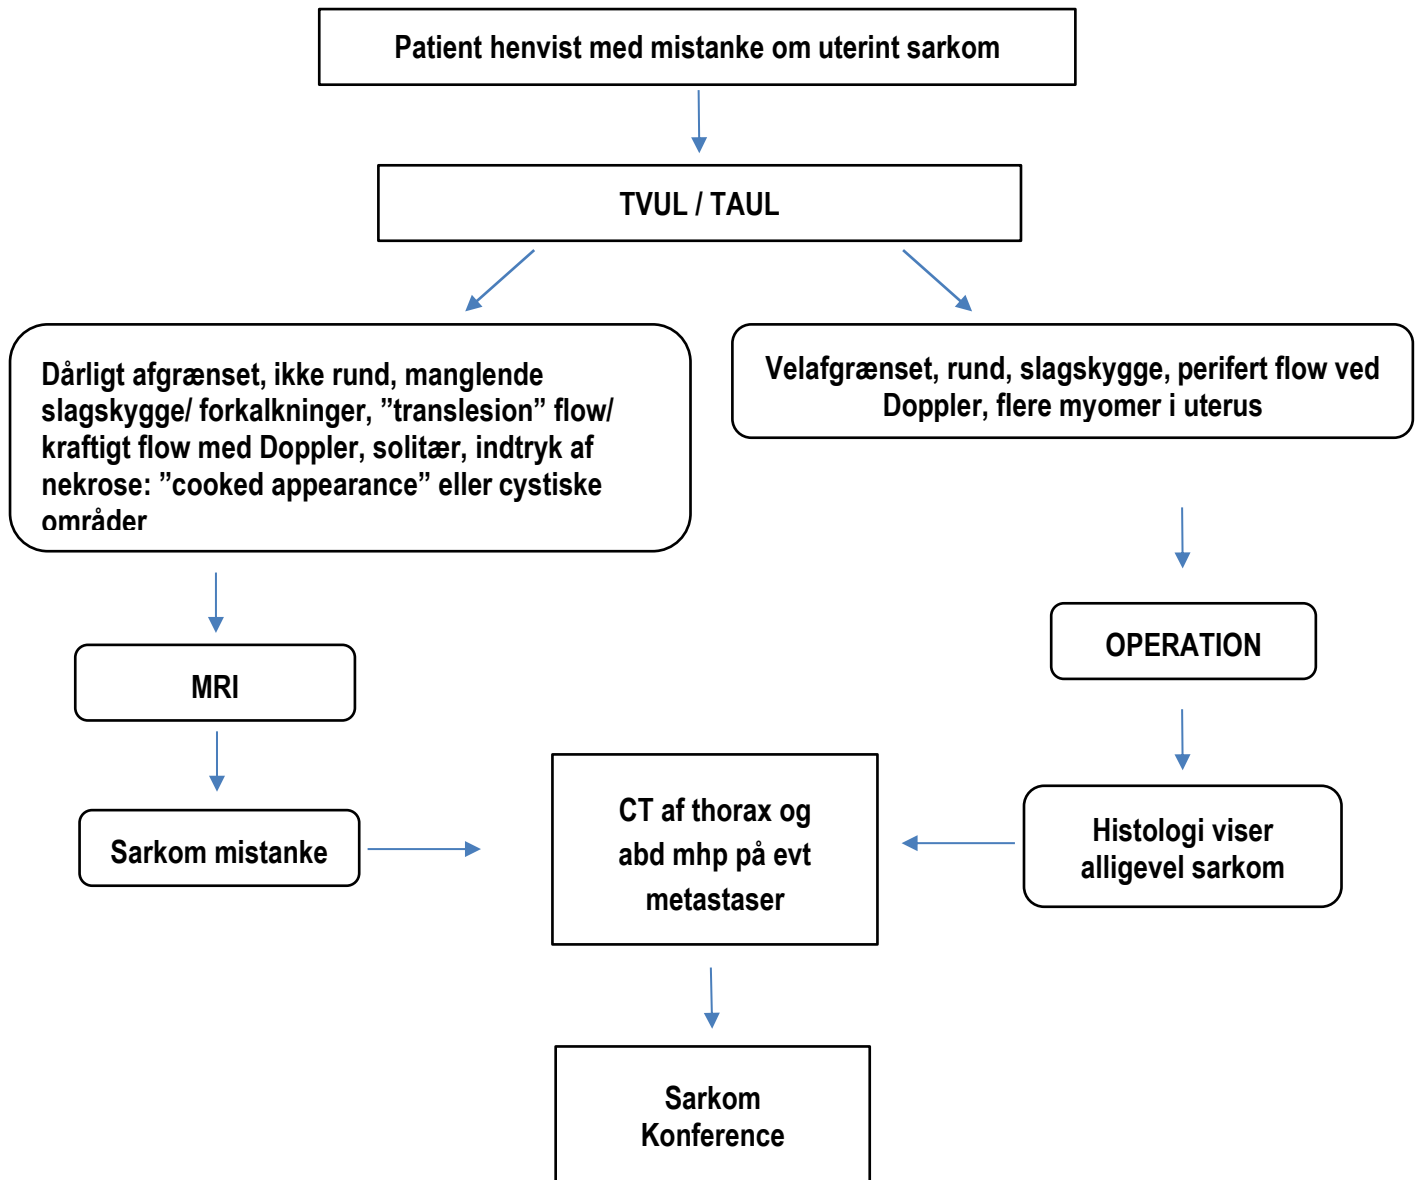 Patient henvist med mistanke om uterint sarkom
TVUL / TAUL
Dårligt afgrænset, ikke rund, manglende
slagskygge/ forkalkninger, ”translesion” flow/
kraftigt flow med Doppler, solitær, indtryk af
nekrose: ”cooked appearance” eller cystiske
områder
Velafgrænset, rund, slagskygge, perifert flow ved
Doppler, flere myomer i uterus
MRI
OPERATION
Sarkom mistanke
CT af thorax og
abd mhp på evt
metastaser
Histologi viser
alligevel sarkom
Sarkom
Konference